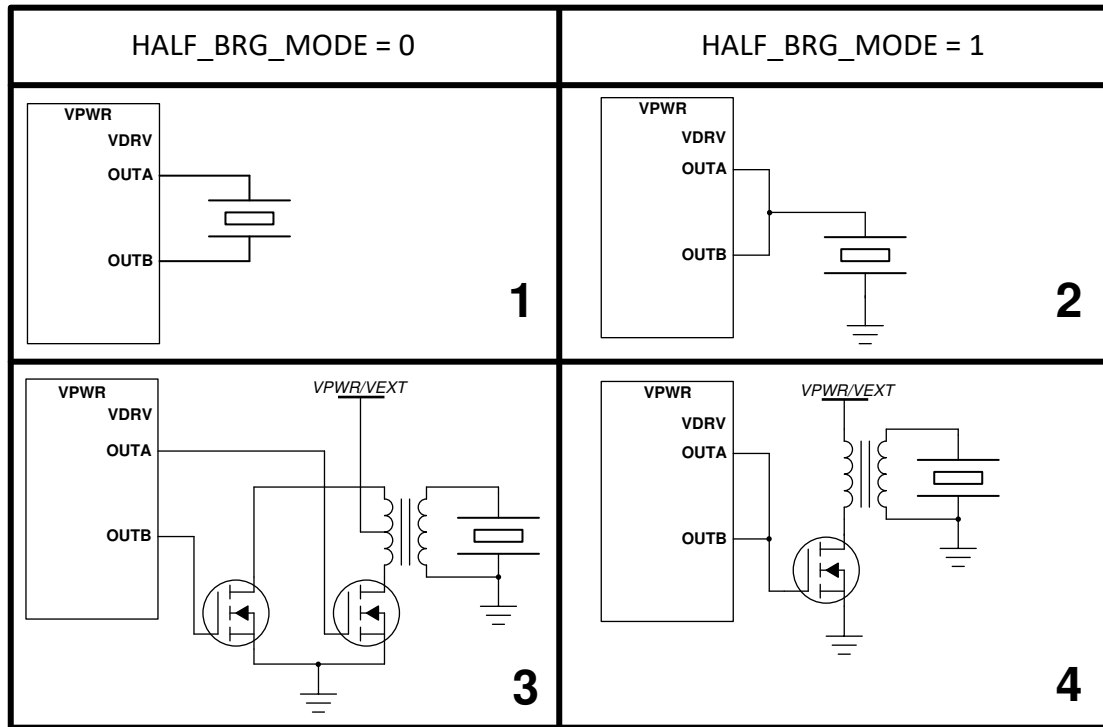 HALF_BRG_MODE = 0
HALF_BRG_MODE = 1
VPWR
VDRV
OUTA
OUTB
1
VPWR
VDRV
OUTA
OUTB
2
VPWR
VDRV
OUTA
OUTB
VPWR/VEXT
3
VPWR
VDRV
OUTA
OUTB
VPWR/VEXT
4